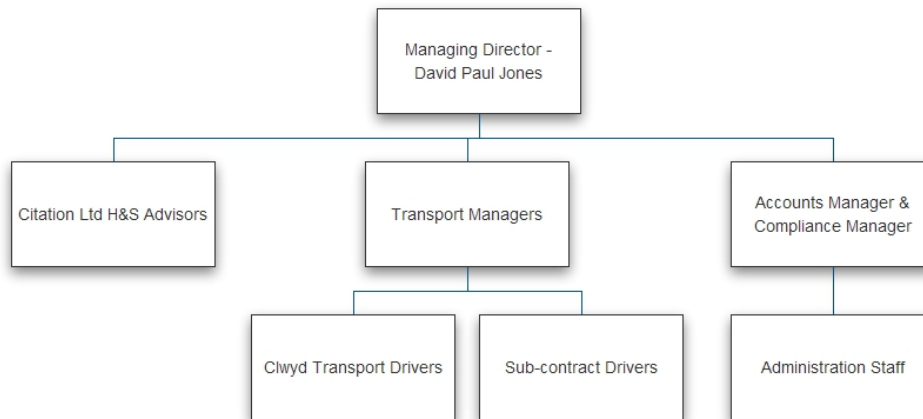 Managing Director -
David Paul Jones
Citation Ltd H&S Advisors
Transport Managers
Accounts Manager &
Compliance Manager
Clwyd Transport Drivers
Sub-contract Drivers
Administration Staff